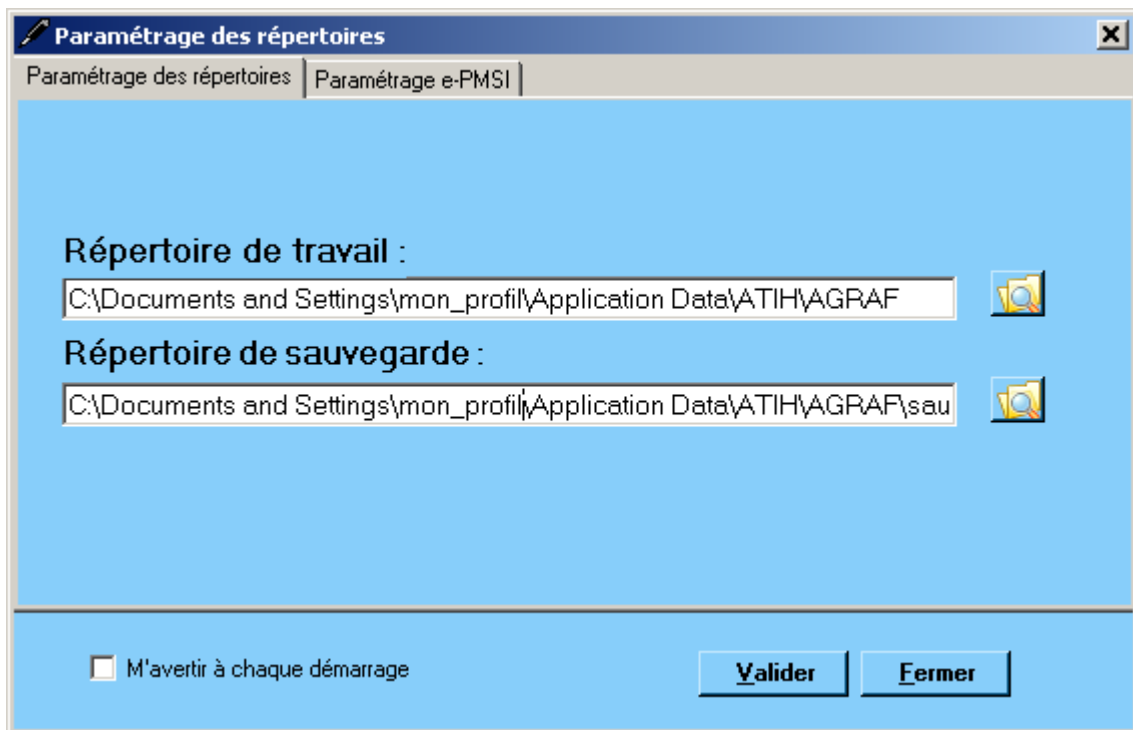 Paramétrage des répertoires
Paramétrage des répertoires Paramétrage e-PMSI
Répertoire de travail :
C:\Documents and Settings\mon_profil\Application Data\ATIH\AGRAF
Répertoire de sauvegarde :
C:\Documents and Settings\mon_profil\Application Data\ATIH\AGRAF\sau
M'avertir à chaque démarrage
Valider Fermer